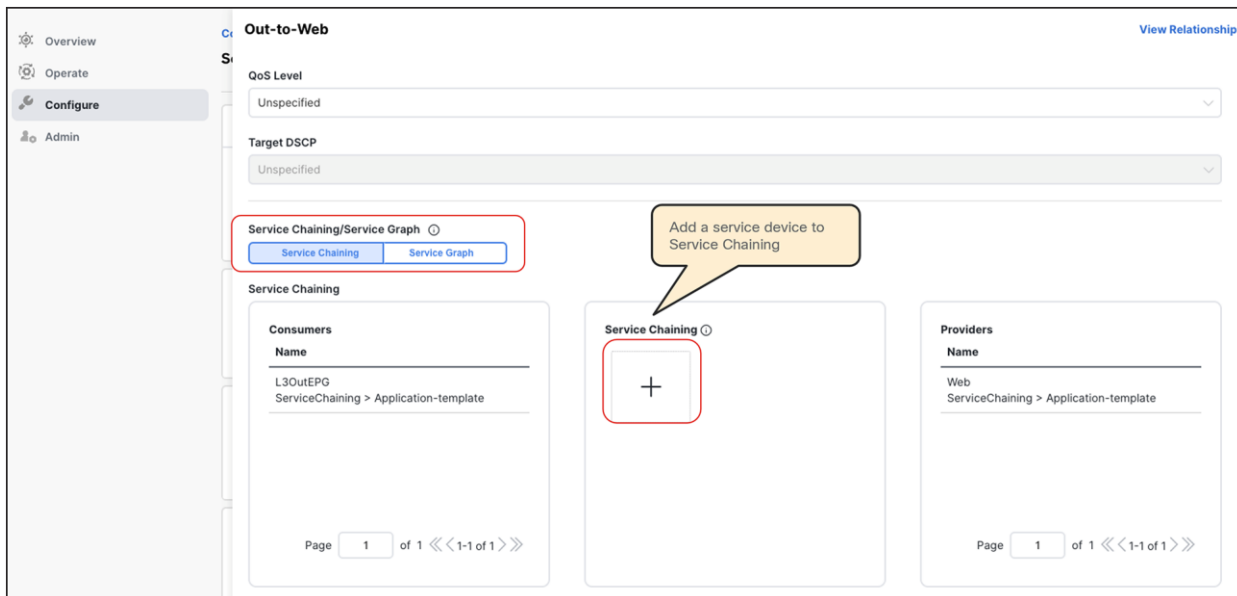 Overview
Operate
Configure
Admin
Out-to-Web
View Relationship
QoS Level
Unspecified
Target DSCP
Unspecified
Service Chaining/Service Graph
Service Chaining
Service Graph
Add a service device to
Service Chaining
Service Chaining
Consumers
Name
L3OutEPG
ServiceChaining > Application-template
Page 1 of 1 1-1 of 1
Service Chaining
Providers
Name
Web
ServiceChaining > Application-template
Page 1 of 1 1-1 of 1